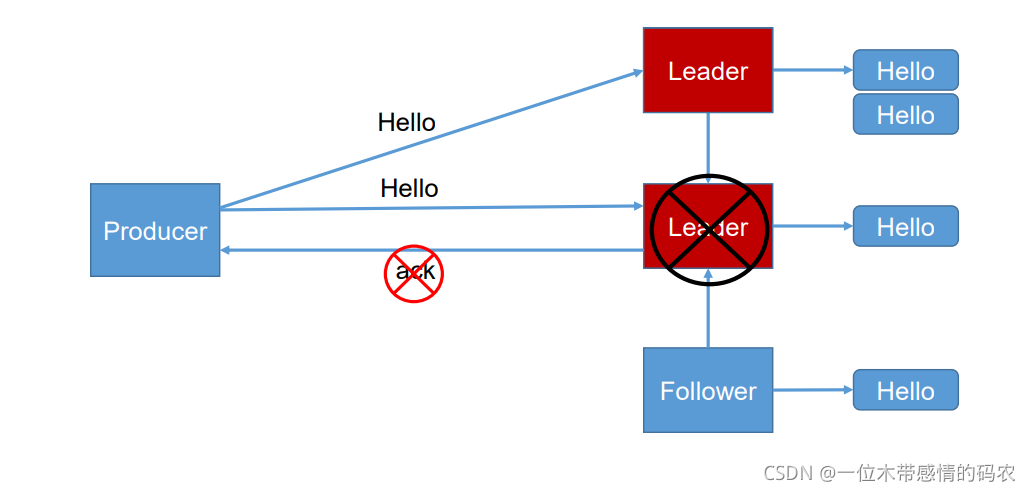 Leader
Hello
Hello
Hello
Hello
Producer
Leader
Hello
ack
Follower
Hello
CSDN @一位木带感情的码农